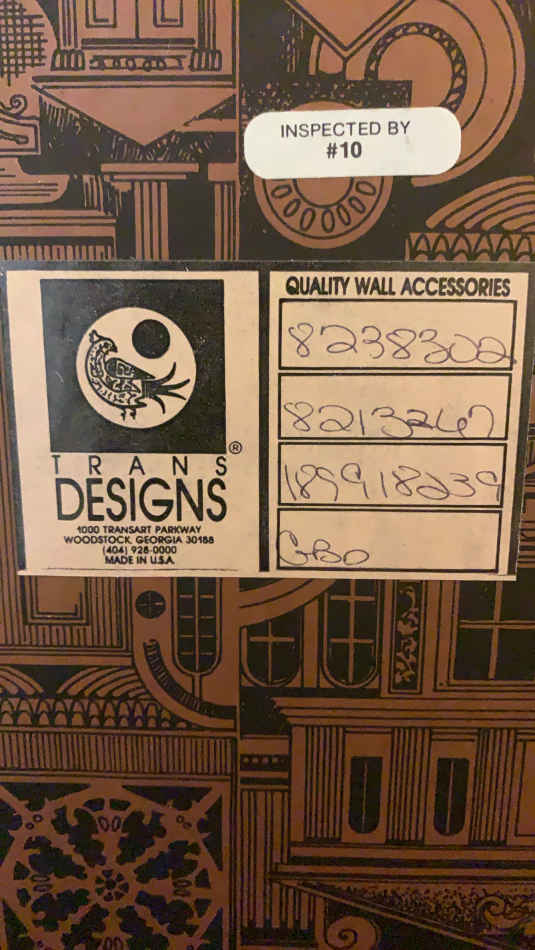 INSPECTED BY
#10
TRANS
DESIGNS®
1000 TRANSART PARKWAY
WOODSTOCK, GEORGIA 30188
(404) 928-0000
MADE IN U.S.A.
QUALITY WALL ACCESSORIES
8238302
8213267
189918239
GBO